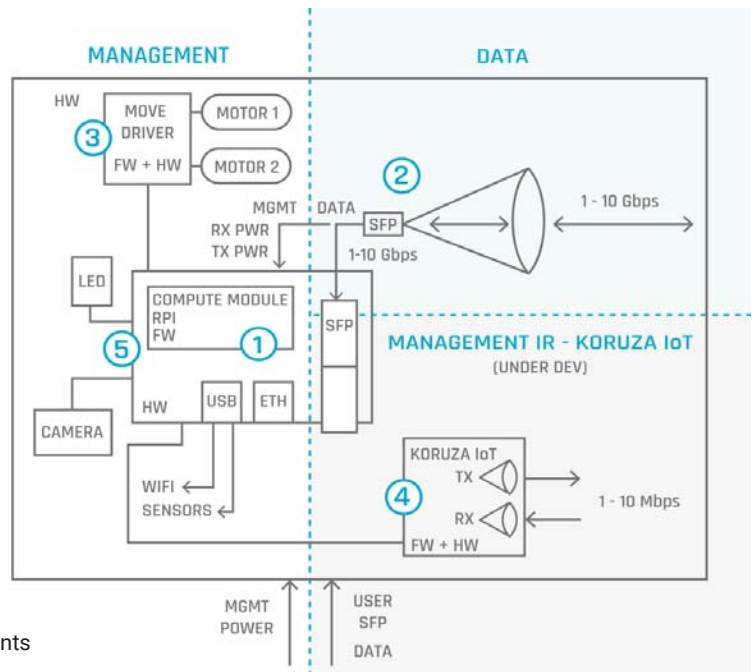 MANAGEMENT
DATA
HW
MOVE
DRIVER
FW + HW
3
MOTOR 1
MOTOR 2
2
SFP
1 - 10 Gbps
MGMT
RX PWR
TX PWR
DATA
1-10 Gbps
LED
COMPUTE MODULE
RPI
FW
1
5
SFP
HW
USB
ETH
CAMERA
WIFI
SENSORS
MANAGEMENT IR - KORUZA IoT
(UNDER DEV)
KORUZA IoT
TX
RX
4
FW + HW
1 - 10 Mbps
MGMT
POWER
USER
SFP
DATA
nts